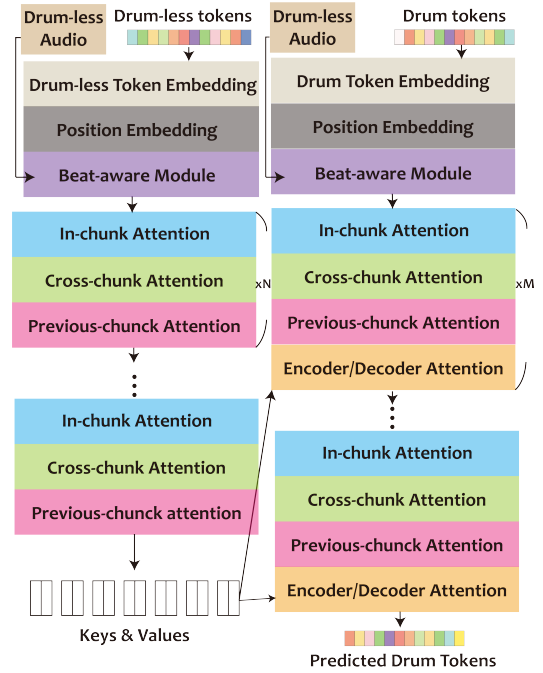 Drum-less
Audio
Drum-less tokens
Drum-less Token Embedding
Position Embedding
Beat-aware Module
In-chunk Attention
Cross-chunk Attention
Previous-chunck Attention
xN
In-chunk Attention
Cross-chunk Attention
Previous-chunck attention
Keys & Values
Drum-less
Audio
Drum tokens
Drum Token Embedding
Position Embedding
Beat-aware Module
In-chunk Attention
Cross-chunk Attention
Previous-chunck Attention
Encoder/Decoder Attention
xM
In-chunk Attention
Cross-chunk Attention
Previous-chunck Attention
Encoder/Decoder Attention
Predicted Drum Tokens